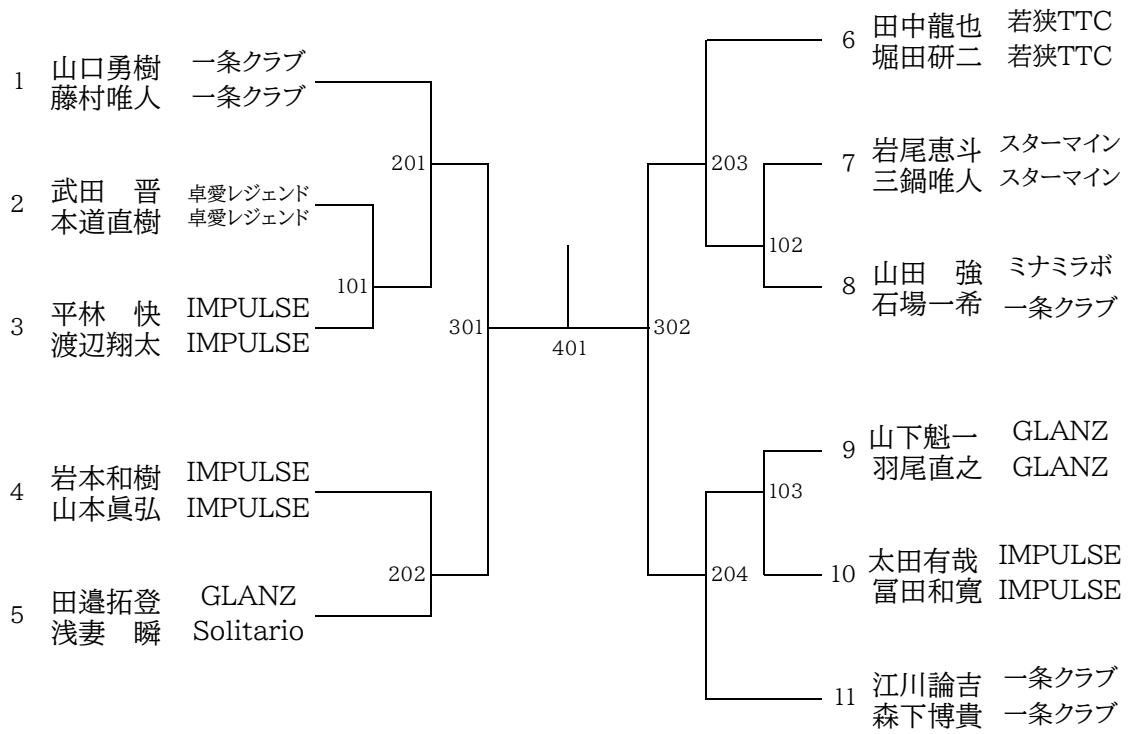 1 山口勇樹 一条クラブ
藤村唯人 一条クラブ
201
2 武田　晋 卓愛レジェンド
本道直樹 卓愛レジェンド
101
3 平林　快 IMPULSE
渡辺翔太 IMPULSE
301
401
4 岩本和樹 IMPULSE
山本眞弘 IMPULSE
202
5 田邉拓登 GLANZ
浅妻　瞬 Solitario
6 田中龍也 若狭TTC
堀田研二 若狭TTC
203
7 岩尾恵斗 スターマイン
三鍋唯人 スターマイン
102
8 山田　強 ミナミラボ
石場一希 一条クラブ
302
9 山下魁一 GLANZ
羽尾直之 GLANZ
103
204
10 太田有哉 IMPULSE
冨田和寛 IMPULSE
11 江川諭吉 一条クラブ
森下博貴 一条クラブ